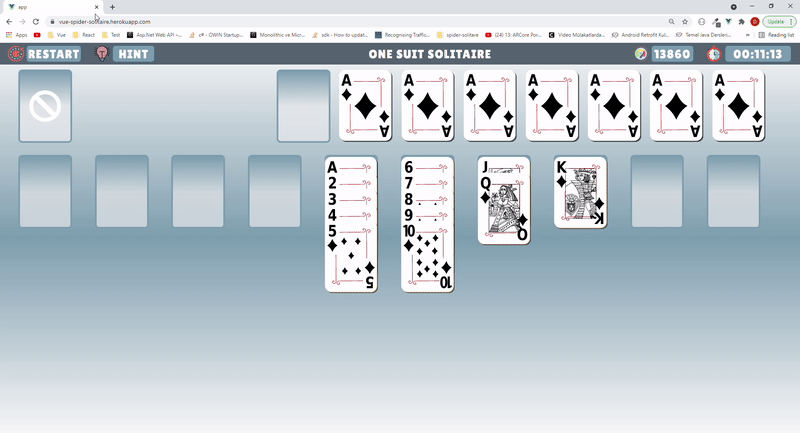 app
vue-spider-solitaire.herokuapp.com
Update
Apps Vue React Test Asp.Net Web API –... c# - OWIN Startup... Monolithic vs Micro... sdk - How to updat... Recognising Traffic... spider-solitaire (24) 13: ARCore Por... Video Mülakatlarda... Android Retrofit Kul... Temel Java Dersleri... Reading list
RESTART HINT ONE SUIT SOLITAIRE 13860 00:11:13
A A A A A A A
A A A A A A A
A 6 J K
2 7 Q
3 8
4 9
5 10
K
Q
5 10